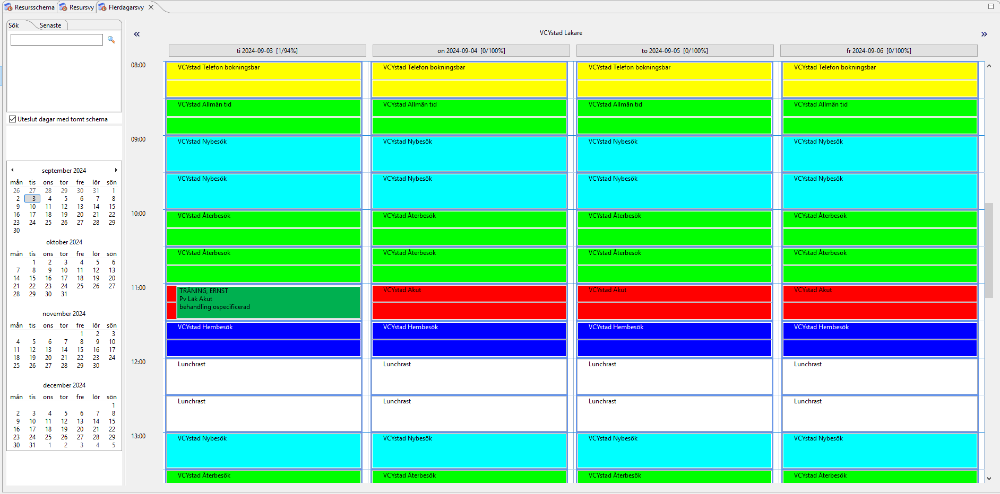 Resursschema Resursvy Flerdagarsvy
Sök Senaste
Uteslut dagar med tomt schema
september 2024
mån tis ons tor fre lör sön
26 27 28 29 30 31 1
2 3 4 5 6 7 8
9 10 11 12 13 14 15
16 17 18 19 20 21 22
23 24 25 26 27 28 29
30
oktober 2024
mån tis ons tor fre lör sön
1 2 3 4 5 6
7 8 9 10 11 12 13
14 15 16 17 18 19 20
21 22 23 24 25 26 27
28 29 30 31
november 2024
mån tis ons tor fre lör sön
1 2 3
4 5 6 7 8 9 10
11 12 13 14 15 16 17
18 19 20 21 22 23 24
25 26 27 28 29 30
december 2024
mån tis ons tor fre lör sön
1
2 3 4 5 6 7 8
9 10 11 12 13 14 15
16 17 18 19 20 21 22
23 24 25 26 27 28 29
30 31 1 2 3 4 5
« VCYstad Läkare »
ti 2024-09-03 [1/94%] on 2024-09-04 [0/100%] to 2024-09-05 [0/100%] fr 2024-09-06 [0/100%]
08:00 VCYstad Telefon bokningsbar VCYstad Telefon bokningsbar VCYstad Telefon bokningsbar VCYstad Telefon bokningsbar
VCYstad Allmän tid VCYstad Allmän tid VCYstad Allmän tid VCYstad Allmän tid
09:00 VCYstad Nybesök VCYstad Nybesök VCYstad Nybesök VCYstad Nybesök
VCYstad Nybesök VCYstad Nybesök VCYstad Nybesök VCYstad Nybesök
10:00 VCYstad Återbesök VCYstad Återbesök VCYstad Återbesök VCYstad Återbesök
VCYstad Återbesök VCYstad Återbesök VCYstad Återbesök VCYstad Återbesök
11:00 TRÄNING, ERNST VCYstad Akut VCYstad Akut VCYstad Akut
Pv Läk Akut
behandling ospecificerad
VCYstad Hembesök VCYstad Hembesök VCYstad Hembesök VCYstad Hembesök
12:00 Lunchrast Lunchrast Lunchrast Lunchrast
Lunchrast Lunchrast Lunchrast Lunchrast
13:00 VCYstad Nybesök VCYstad Nybesök VCYstad Nybesök VCYstad Nybesök
VCYstad Återbesök VCYstad Återbesök VCYstad Återbesök VCYstad Återbesök